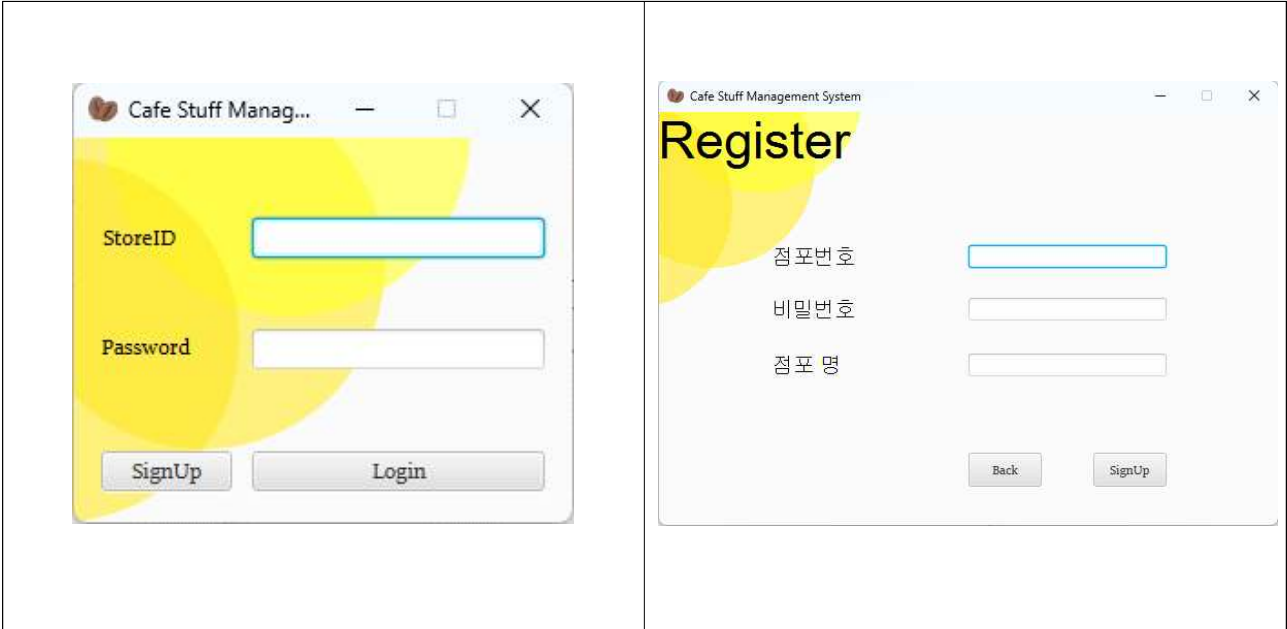 Cafe Stuff Manag...
StoreID
Password
SignUp Login
Cafe Stuff Management System
Register
점포번호
비밀번호
점포 명
Back SignUp